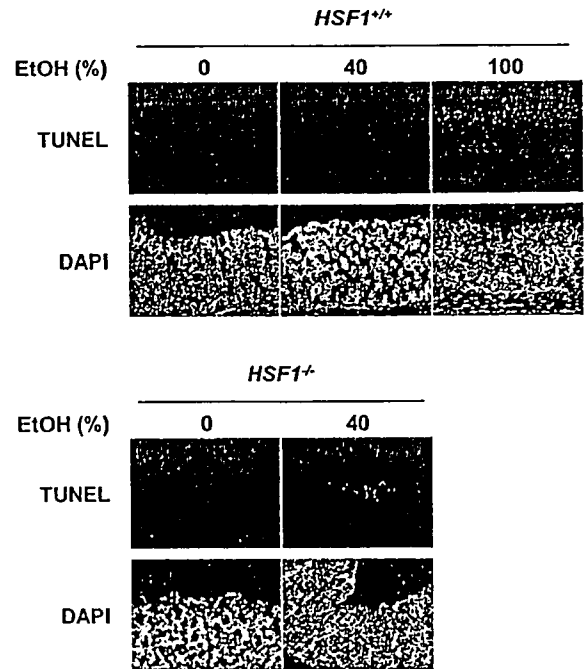 HSF1+/+
EtOH (%) 0 40 100
TUNEL
DAPI
HSF1-/-
EtOH (%) 0 40
TUNEL
DAPI